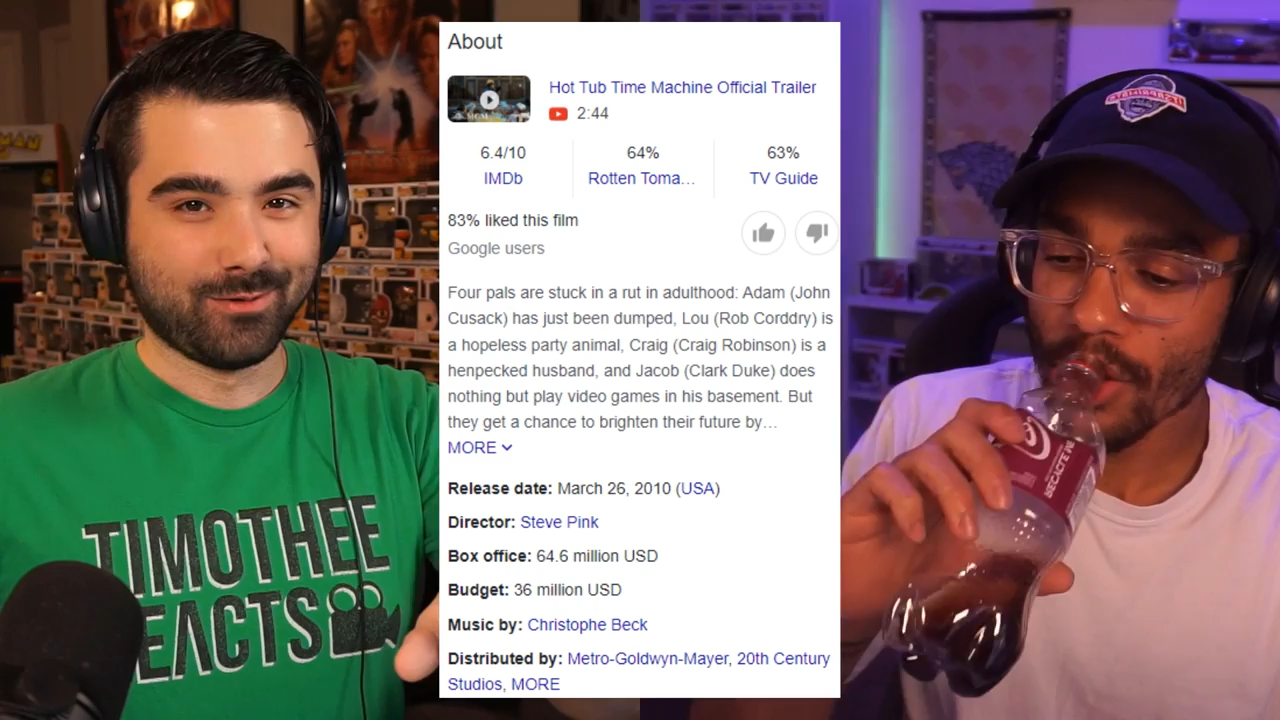 About
Hot Tub Time Machine Official Trailer
2:44
6.4/10
IMDb
64%
Rotten Toma…
63%
TV Guide
83% liked this film
Google users
Four pals are stuck in a rut in adulthood: Adam (John
Cusack) has just been dumped, Lou (Rob Corddry) is
a hopeless party animal, Craig (Craig Robinson) is a
henpecked husband, and Jacob (Clark Duke) does
nothing but play video games in his basement. But
they get a chance to brighten their future by…
MORE
Release date: March 26, 2010 (USA)
Director: Steve Pink
Box office: 64.6 million USD
Budget: 36 million USD
Music by: Christophe Beck
Distributed by: Metro-Goldwyn-Mayer, 20th Century
Studios, MORE
TIMOTHEE
REACTS
RECYCLE ME